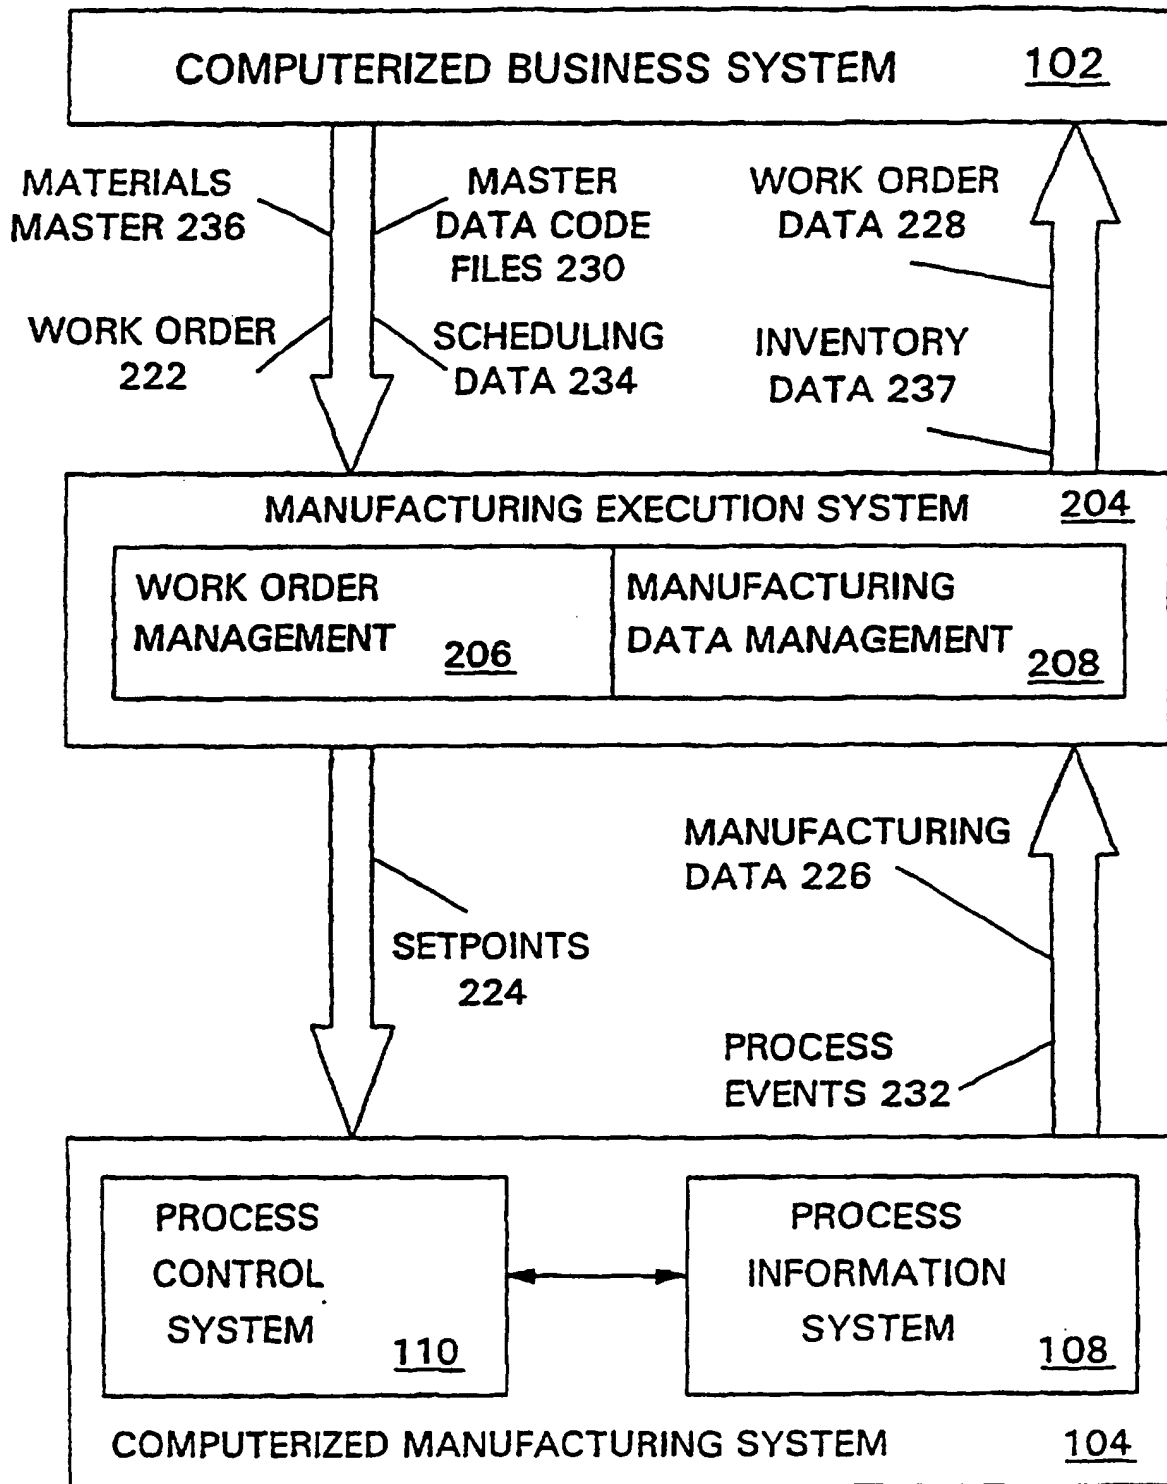 COMPUTERIZED BUSINESS SYSTEM 102
MATERIALS
MASTER 236
MASTER
DATA CODE
FILES 230
WORK ORDER
DATA 228
WORK ORDER
222
SCHEDULING
DATA 234
INVENTORY
DATA 237
MANUFACTURING EXECUTION SYSTEM 204
WORK ORDER
MANAGEMENT 206
MANUFACTURING
DATA MANAGEMENT 208
MANUFACTURING
DATA 226
SETPOINTS
224
PROCESS
EVENTS 232
PROCESS
CONTROL
SYSTEM 110
PROCESS
INFORMATION
SYSTEM 108
COMPUTERIZED MANUFACTURING SYSTEM 104